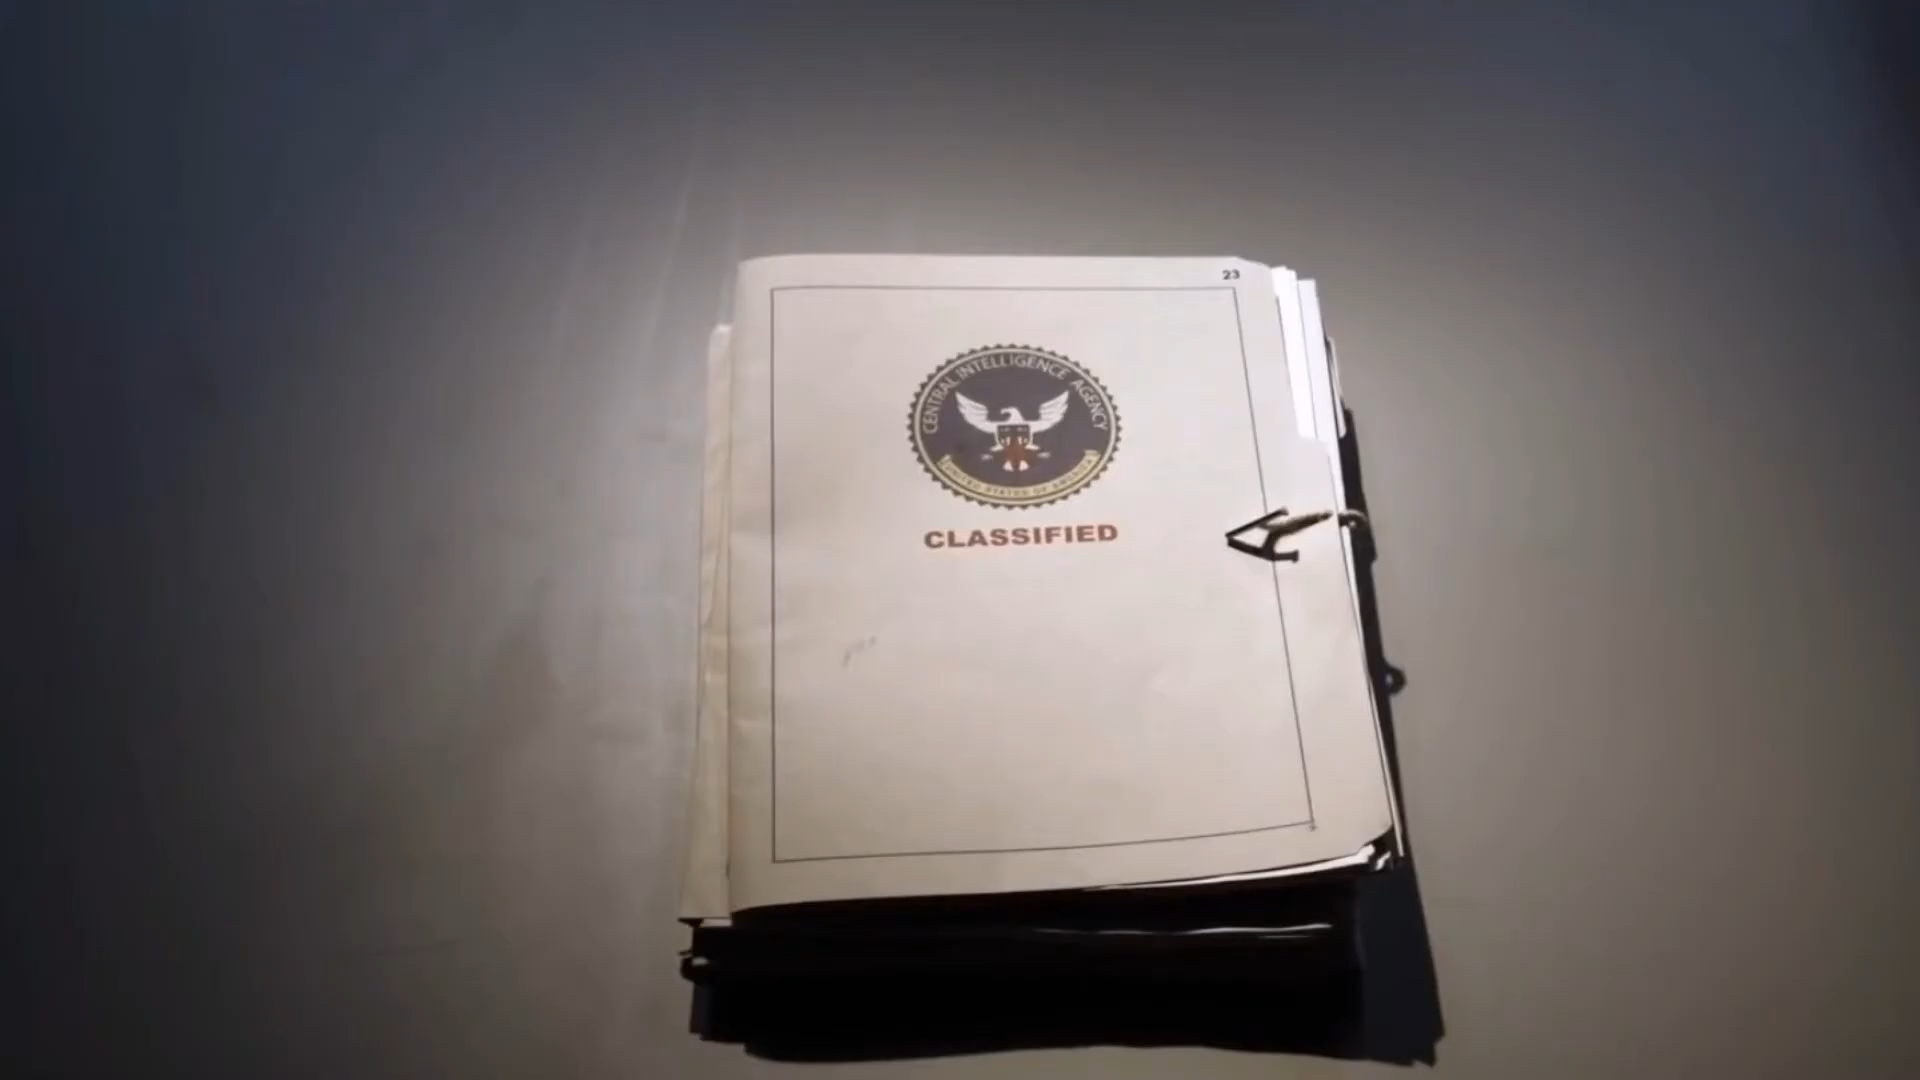 23
CENTRAL INTELLIGENCE AGENCY
UNITED STATES OF AMERICA
CLASSIFIED